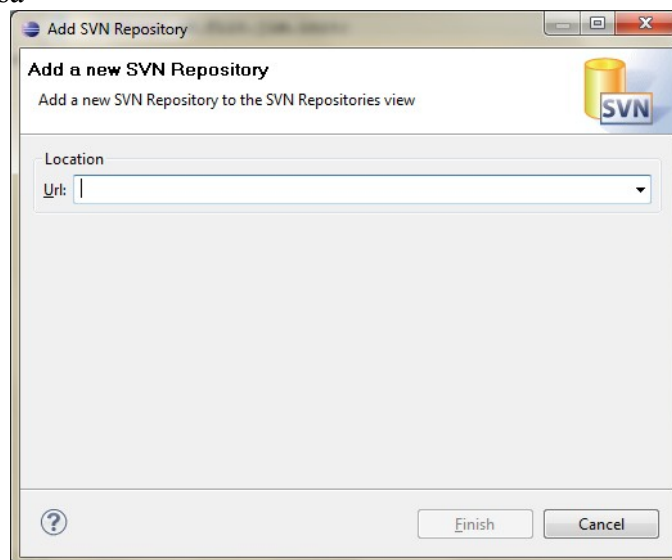 Add SVN Repository
Add a new SVN Repository
Add a new SVN Repository to the SVN Repositories view
SVN
Location
Url:
Finish
Cancel